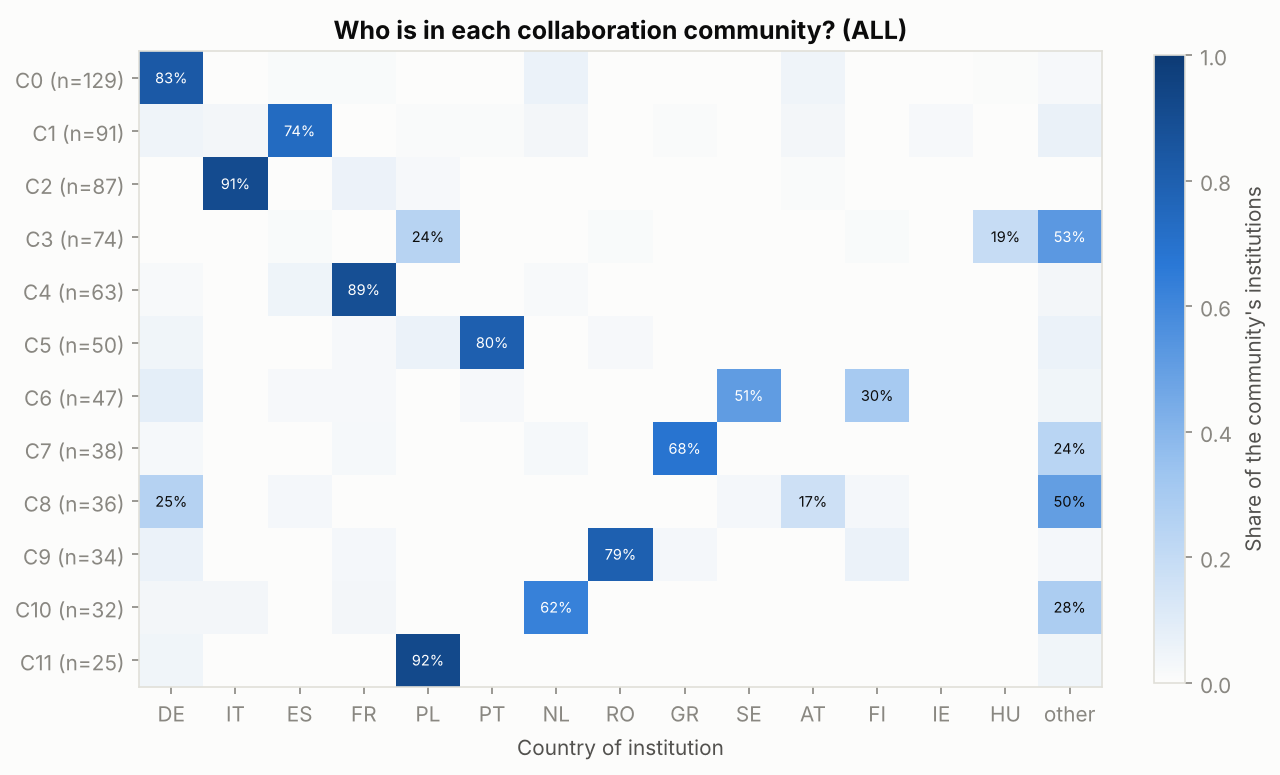 Who is in each collaboration community? (ALL)
C0 (n=129) 83%
C1 (n=91) 74%
C2 (n=87) 91%
C3 (n=74) 24% 19% 53%
C4 (n=63) 89%
C5 (n=50) 80%
C6 (n=47) 51% 30%
C7 (n=38) 68% 24%
C8 (n=36) 25% 17% 50%
C9 (n=34) 79%
C10 (n=32) 62% 28%
C11 (n=25) 92%
DE IT ES FR PL PT NL RO GR SE AT FI IE HU other
Country of institution
1.0
0.8
0.6
0.4
0.2
0.0
Share of the community's institutions